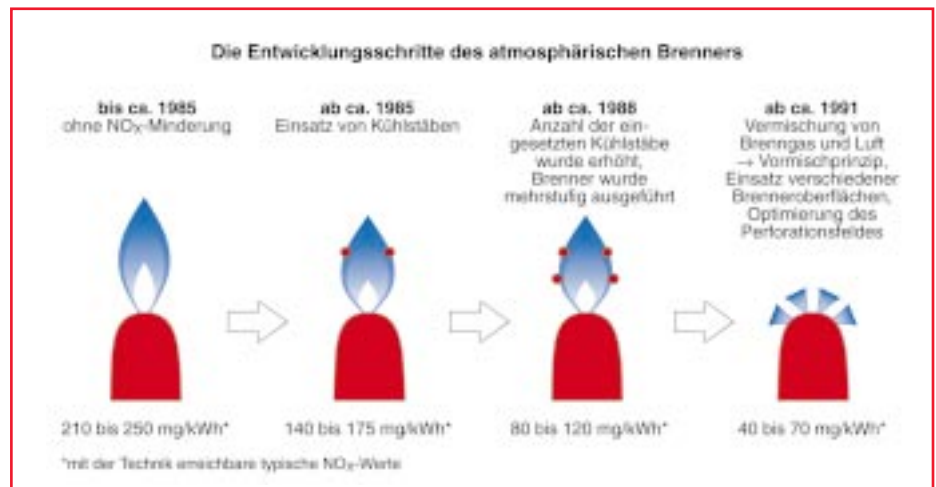 Die Entwicklungsschritte des atmosphärischen Brenners
bis ca. 1985
ohne NOX-Minderung
ab ca. 1985
Einsatz von Kühlstäben
ab ca. 1988
Anzahl der ein-
gesetzten Kühlstäbe
wurde erhöht,
Brenner wurde
mehrstufig ausgeführt
ab ca. 1991
Vermischung von
Brenngas und Luft
→ Vormischprinzip,
Einsatz verschiedener
Brenneroberflächen,
Optimierung des
Perforationsfeldes
210 bis 250 mg/kWh*
140 bis 175 mg/kWh*
80 bis 120 mg/kWh*
40 bis 70 mg/kWh*
*mit der Technik erreichbare typische NOX-Werte